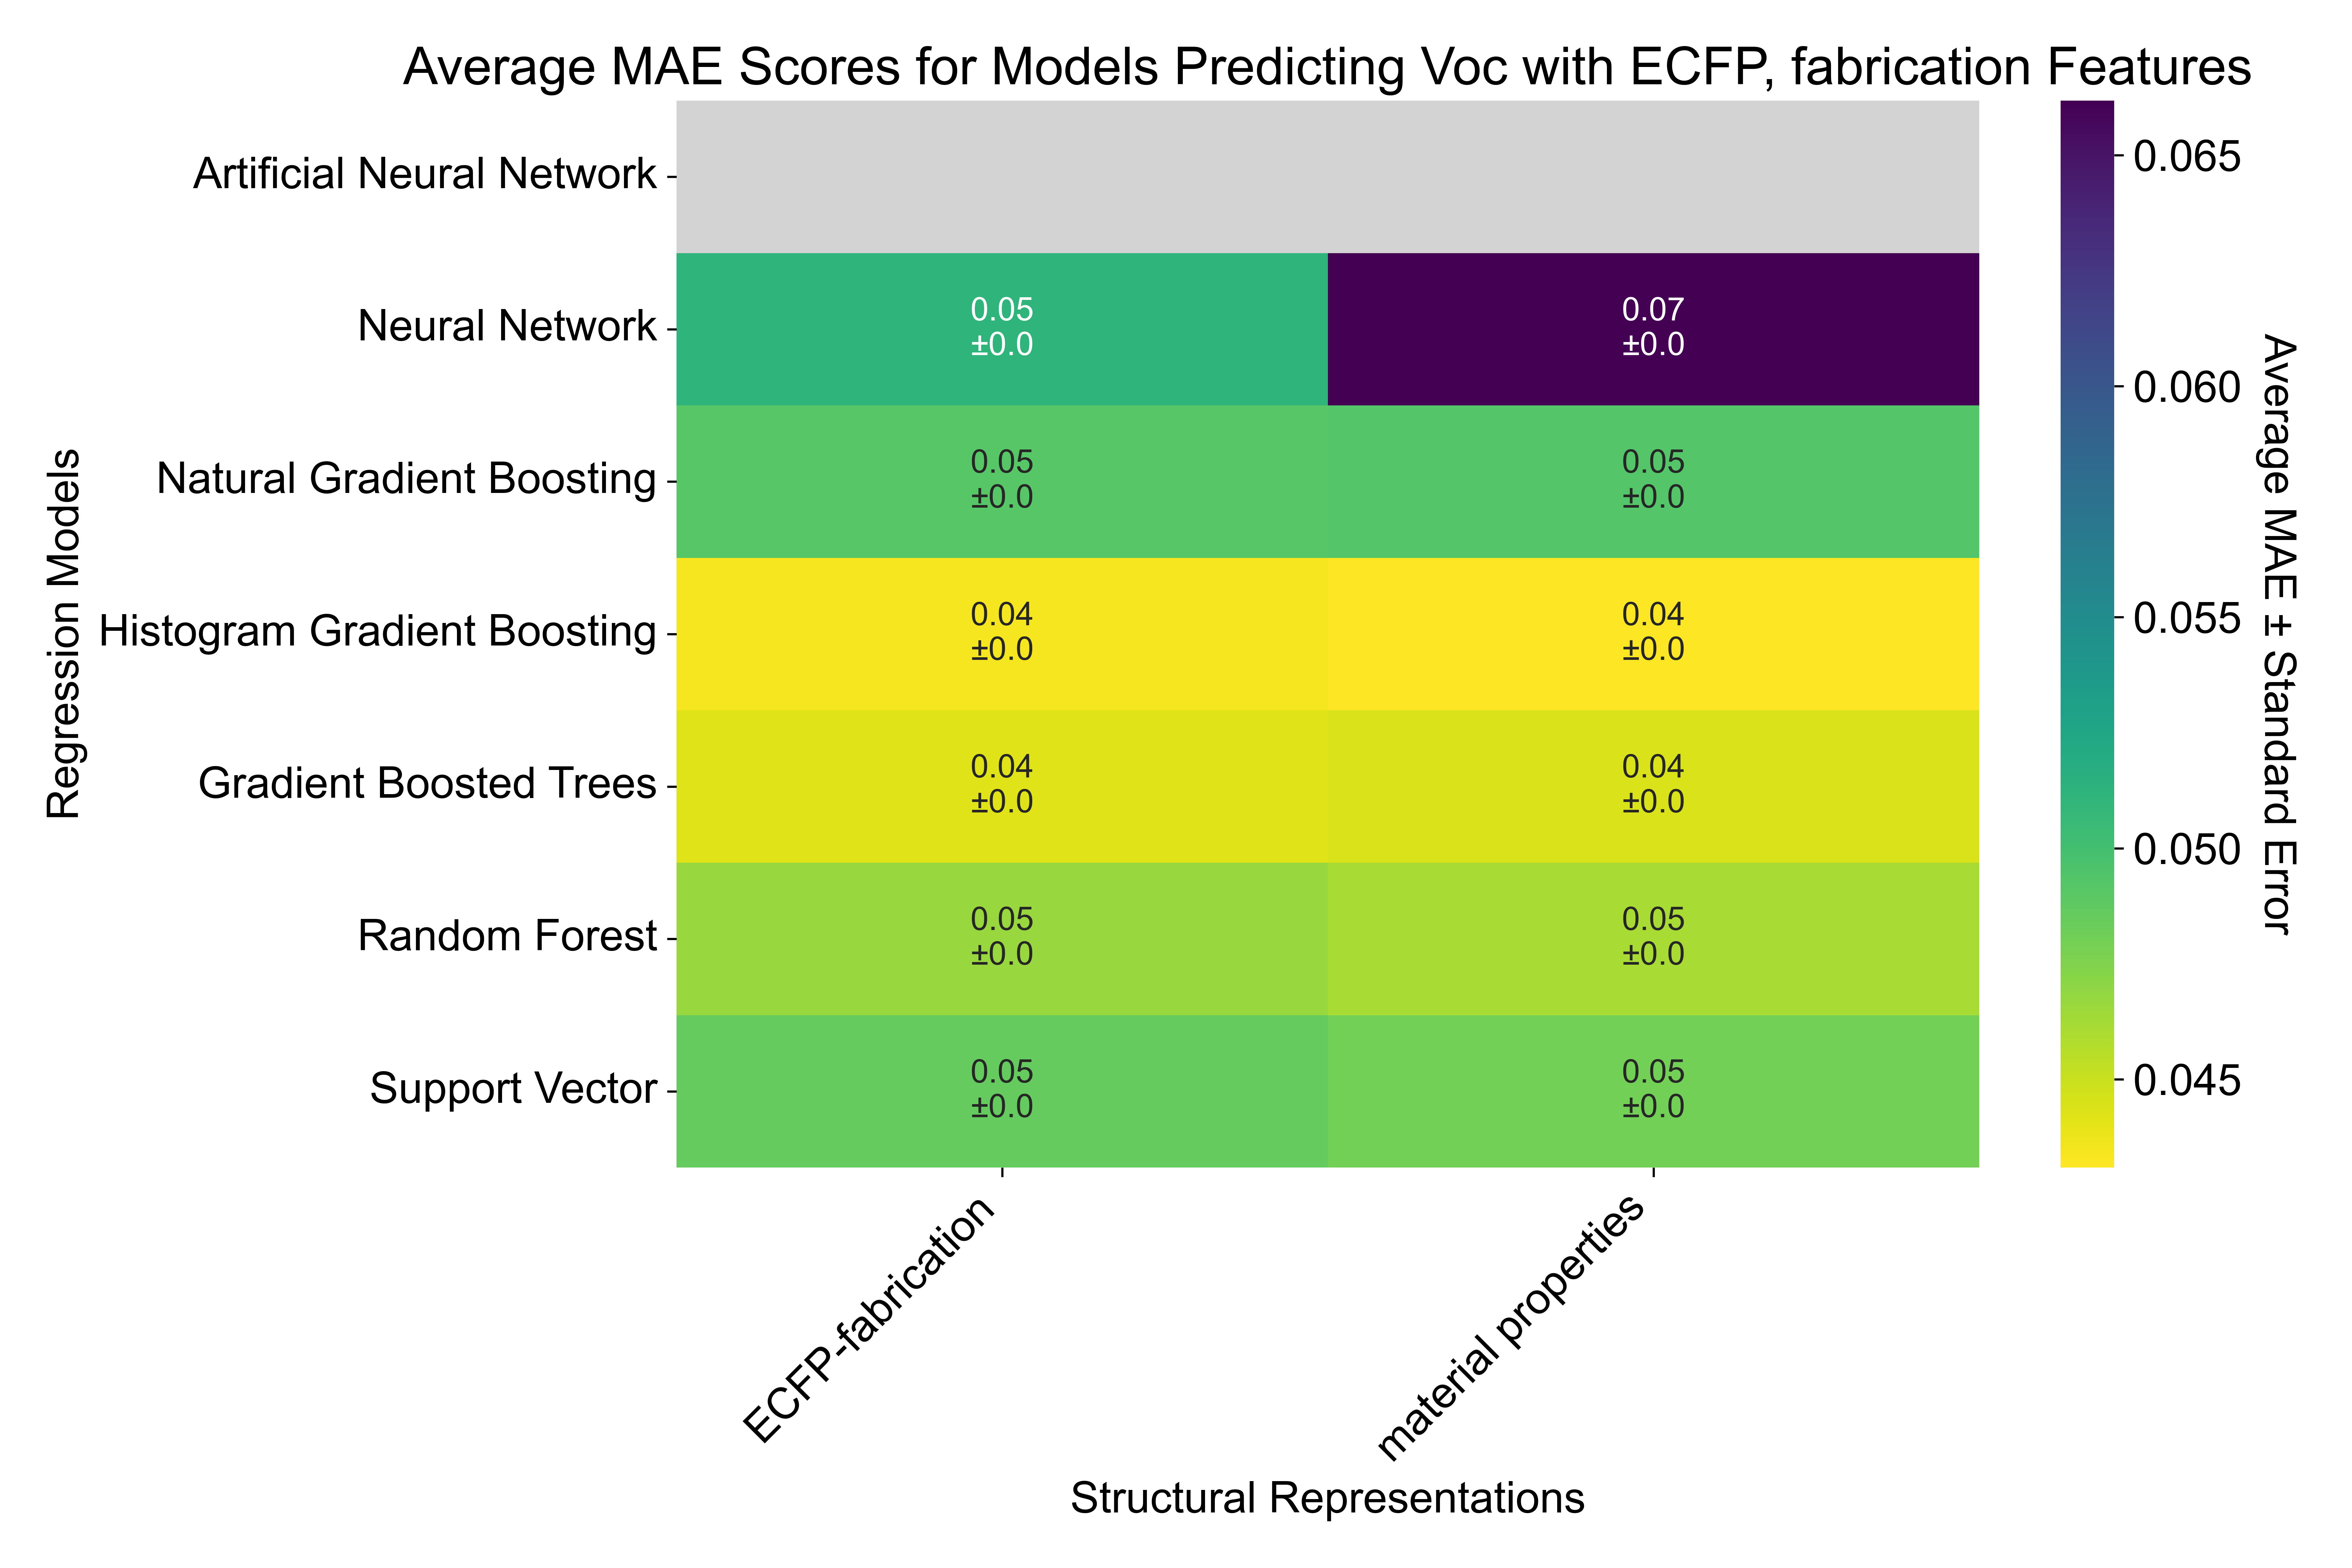 Average MAE Scores for Models Predicting Voc with ECFP, fabrication Features
Regression Models
Artificial Neural Network
Neural Network
0.05
±0.0
0.07
±0.0
Natural Gradient Boosting
0.05
±0.0
0.05
±0.0
Histogram Gradient Boosting
0.04
±0.0
0.04
±0.0
Gradient Boosted Trees
0.04
±0.0
0.04
±0.0
Random Forest
0.05
±0.0
0.05
±0.0
Support Vector
0.05
±0.0
0.05
±0.0
ECFP-fabrication
material properties
Structural Representations
0.065
0.060
0.055
0.050
0.045
Average MAE ± Standard Error